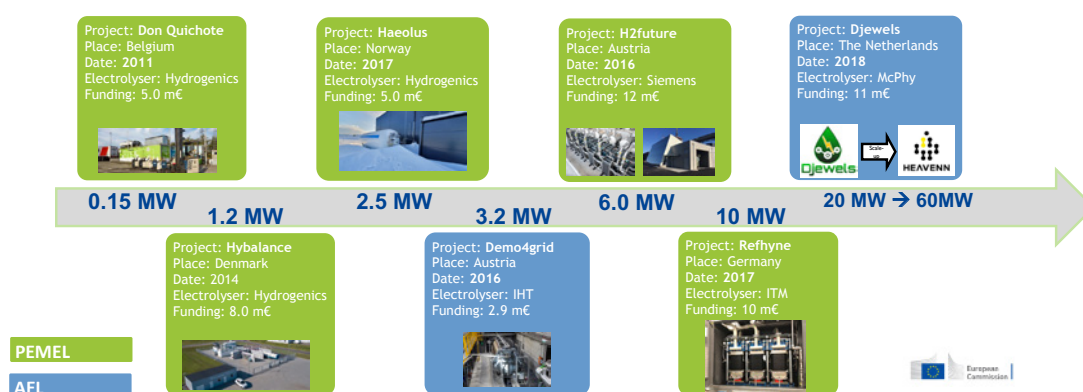 Project: Don Quichote
Place: Belgium
Date: 2011
Electrolyser: Hydrogenics
Funding: 5.0 m€
Project: Haeolus
Place: Norway
Date: 2017
Electrolyser: Hydrogenics
Funding: 5.0 m€
Project: H2future
Place: Austria
Date: 2016
Electrolyser: Siemens
Funding: 12 m€
Project: Djewels
Place: The Netherlands
Date: 2018
Electrolyser: McPhy
Funding: 11 m€
Djewels
Scale-up
HEAVENN
0.15 MW
1.2 MW
2.5 MW
3.2 MW
6.0 MW
10 MW
20 MW → 60MW
Project: Hybalance
Place: Denmark
Date: 2014
Electrolyser: Hydrogenics
Funding: 8.0 m€
Project: Demo4grid
Place: Austria
Date: 2016
Electrolyser: IHT
Funding: 2.9 m€
Project: Refhyne
Place: Germany
Date: 2017
Electrolyser: ITM
Funding: 10 m€
PEMEL
AEL
European
Commission